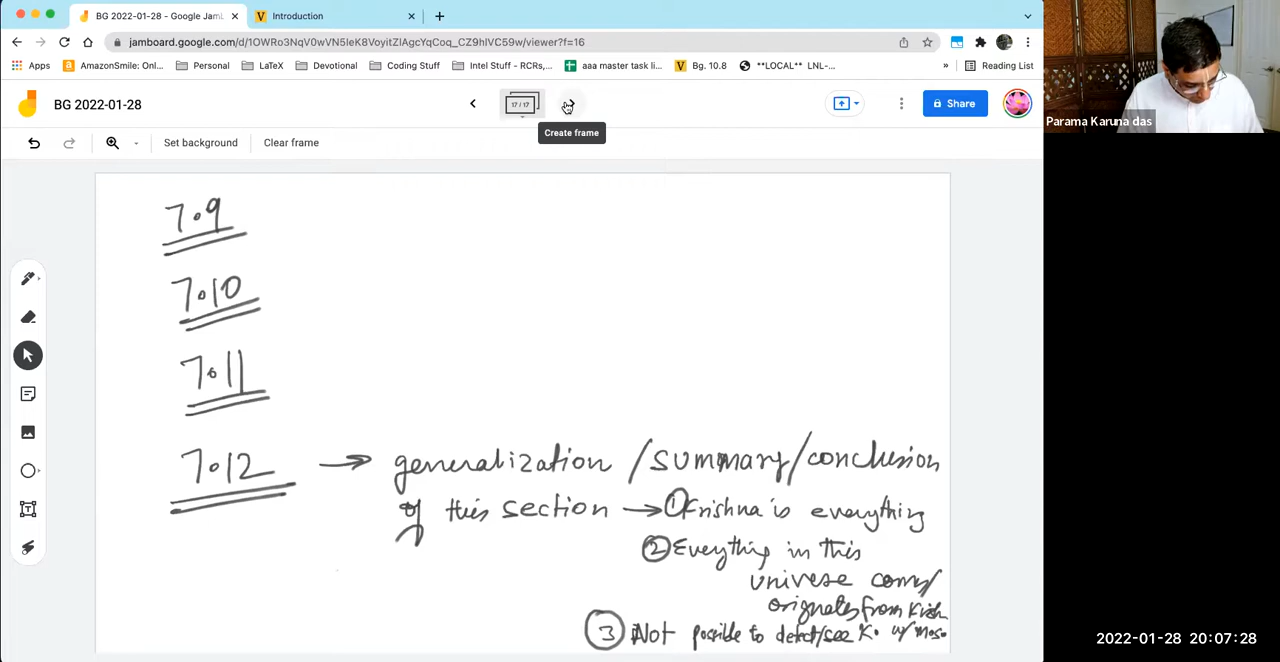 BG 2022-01-28 - Google Jam
Introduction
jamboard.google.com/d/1OWRo3NqV0wVN5leK8VoyitZlAgcYqCoq_CZ9hlVC59w/viewer?f=16
Apps
AmazonSmile: Onl...
Personal
LaTeX
Devotional
Coding Stuff
Intel Stuff - RCRs,...
aaa master task li...
Bg. 10.8
**LOCAL** LNL-...
»
Reading List
BG 2022-01-28
17 / 17
Share
Create frame
Parama Karuna das
Set background
Clear frame
7.9
7.10
7.11
7.12 → generalization /summary/conclusion
of this section → ① Krishna is everything
② Everything in this
univese comes/
orignates from Krish
③ Not possible to detect/see K. w/
2022-01-28 20:07:28